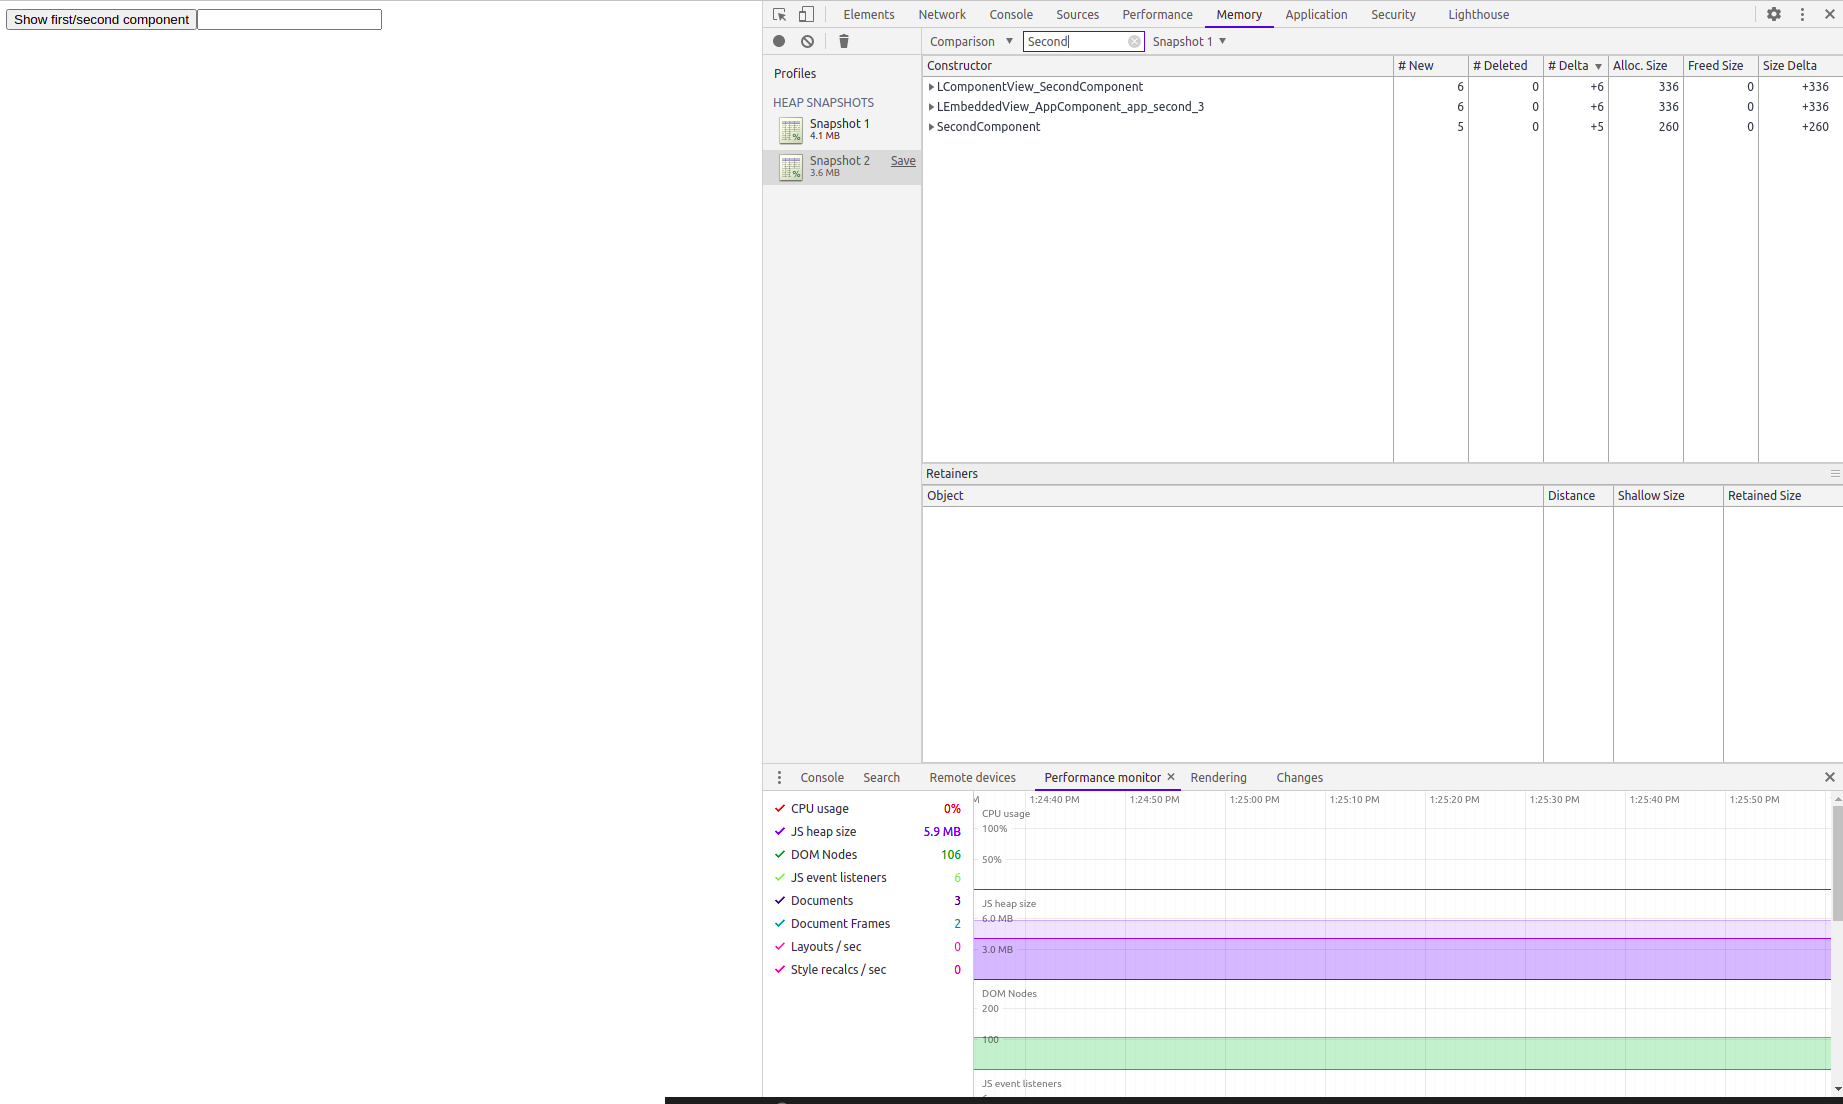 Show first/second component
Elements Network Console Sources Performance Memory Application Security Lighthouse
Comparison ▼ Second Snapshot 1 ▼
Profiles
HEAP SNAPSHOTS
Snapshot 1
4.1 MB
Snapshot 2 Save
3.6 MB
Constructor # New # Deleted # Delta ▼ Alloc. Size Freed Size Size Delta
LComponentView_SecondComponent 6 0 +6 336 0 +336
LEmbeddedView_AppComponent_app_second_3 6 0 +6 336 0 +336
SecondComponent 5 0 +5 260 0 +260
Retainers
Object Distance Shallow Size Retained Size
Console Search Remote devices Performance monitor × Rendering Changes
CPU usage 0%
JS heap size 5.9 MB
DOM Nodes 106
JS event listeners 6
Documents 3
Document Frames 2
Layouts / sec 0
Style recalcs / sec 0
M 1:24:40 PM 1:24:50 PM 1:25:00 PM 1:25:10 PM 1:25:20 PM 1:25:30 PM 1:25:40 PM 1:25:50 PM
CPU usage
100%
50%
JS heap size
6.0 MB
3.0 MB
DOM Nodes
200
100
JS event listeners